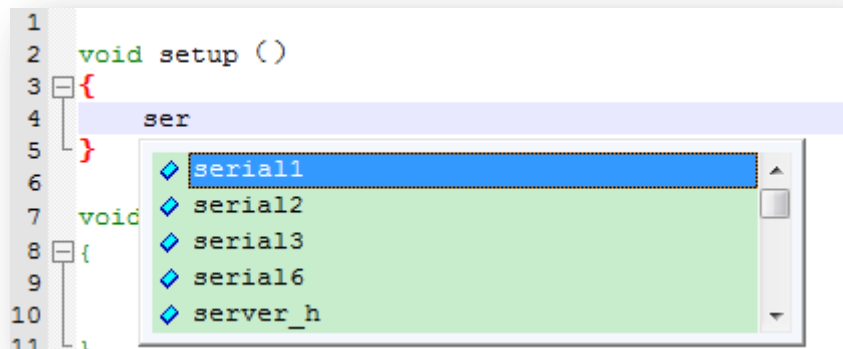 1
2 void setup ()
3 {
4 ser
5 }
serial1
6
serial2
7 void
serial3
8 {
serial6
9
server_h
10
11 }